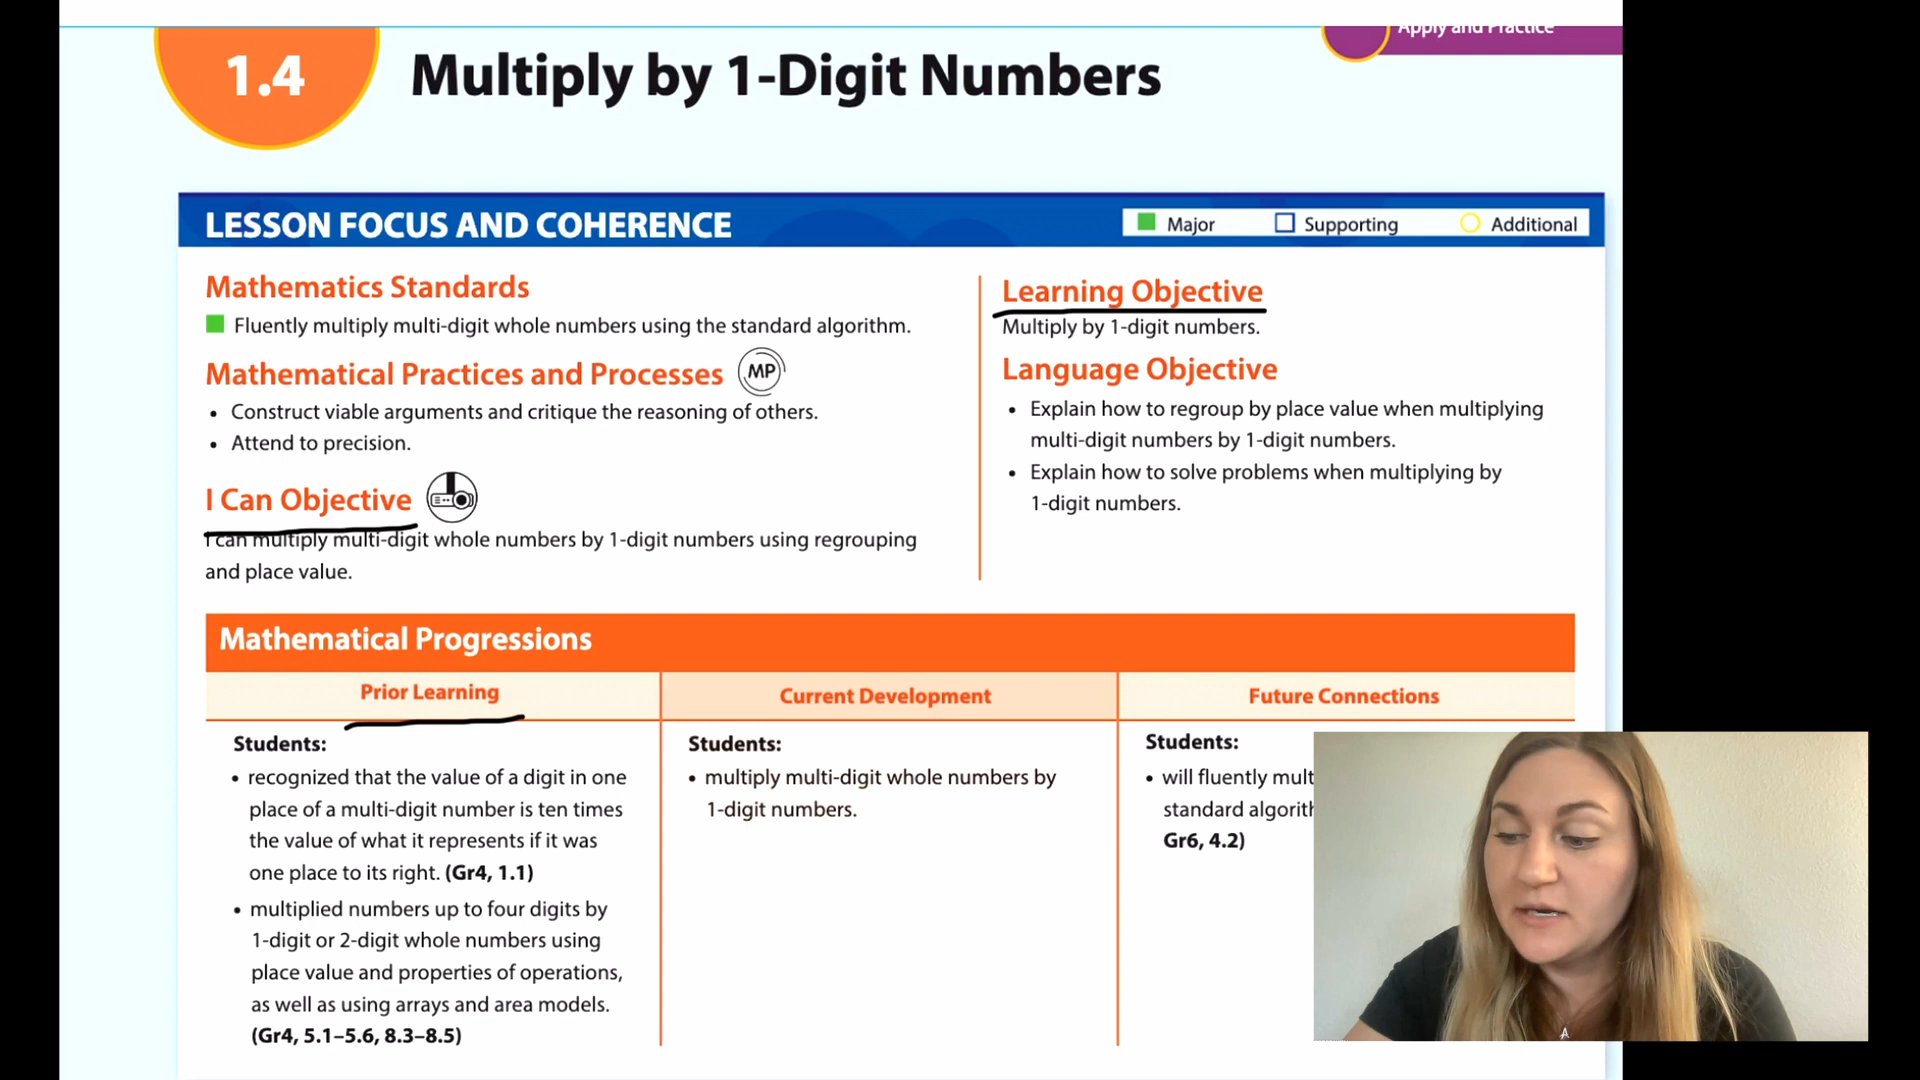 Apply and Practice
1.4 Multiply by 1-Digit Numbers
LESSON FOCUS AND COHERENCE
Major Supporting Additional
Mathematics Standards
Fluently multiply multi-digit whole numbers using the standard algorithm.
Mathematical Practices and Processes MP
• Construct viable arguments and critique the reasoning of others.
• Attend to precision.
I Can Objective
I can multiply multi-digit whole numbers by 1-digit numbers using regrouping
and place value.
Learning Objective
Multiply by 1-digit numbers.
Language Objective
• Explain how to regroup by place value when multiplying
multi-digit numbers by 1-digit numbers.
• Explain how to solve problems when multiplying by
1-digit numbers.
Mathematical Progressions
Prior Learning
Students:
• recognized that the value of a digit in one
place of a multi-digit number is ten times
the value of what it represents if it was
one place to its right. (Gr4, 1.1)
• multiplied numbers up to four digits by
1-digit or 2-digit whole numbers using
place value and properties of operations,
as well as using arrays and area models.
(Gr4, 5.1–5.6, 8.3–8.5)
Current Development
Students:
• multiply multi-digit whole numbers by
1-digit numbers.
Future Connections
Students:
• will fluently
standard
Gr6, 4.2)